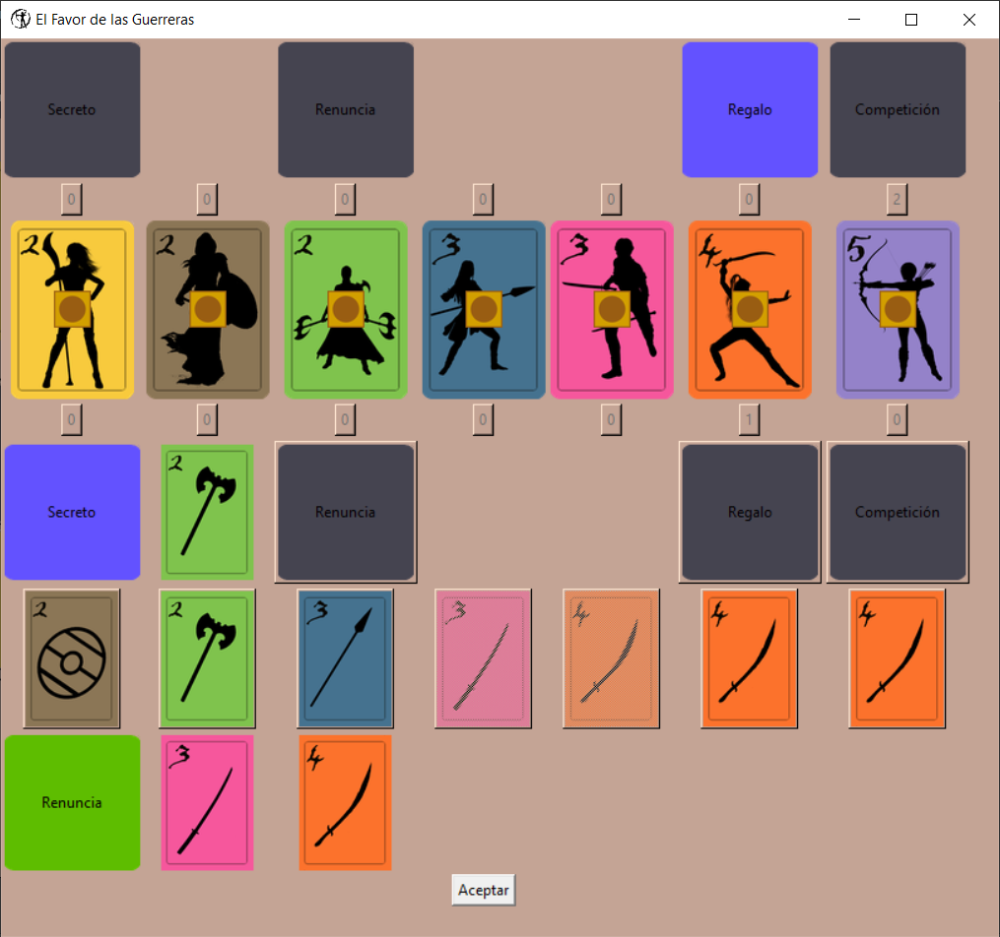 El Favor de las Guerreras
Secreto Renuncia Regalo Competición
0 0 0 0 0 0 2
2 2 2 3 3 4 5
0 0 0 0 0 1 0
Secreto 2 Renuncia Regalo Competición
2 2 3 3 4 4 4
Renuncia 3 4
Aceptar